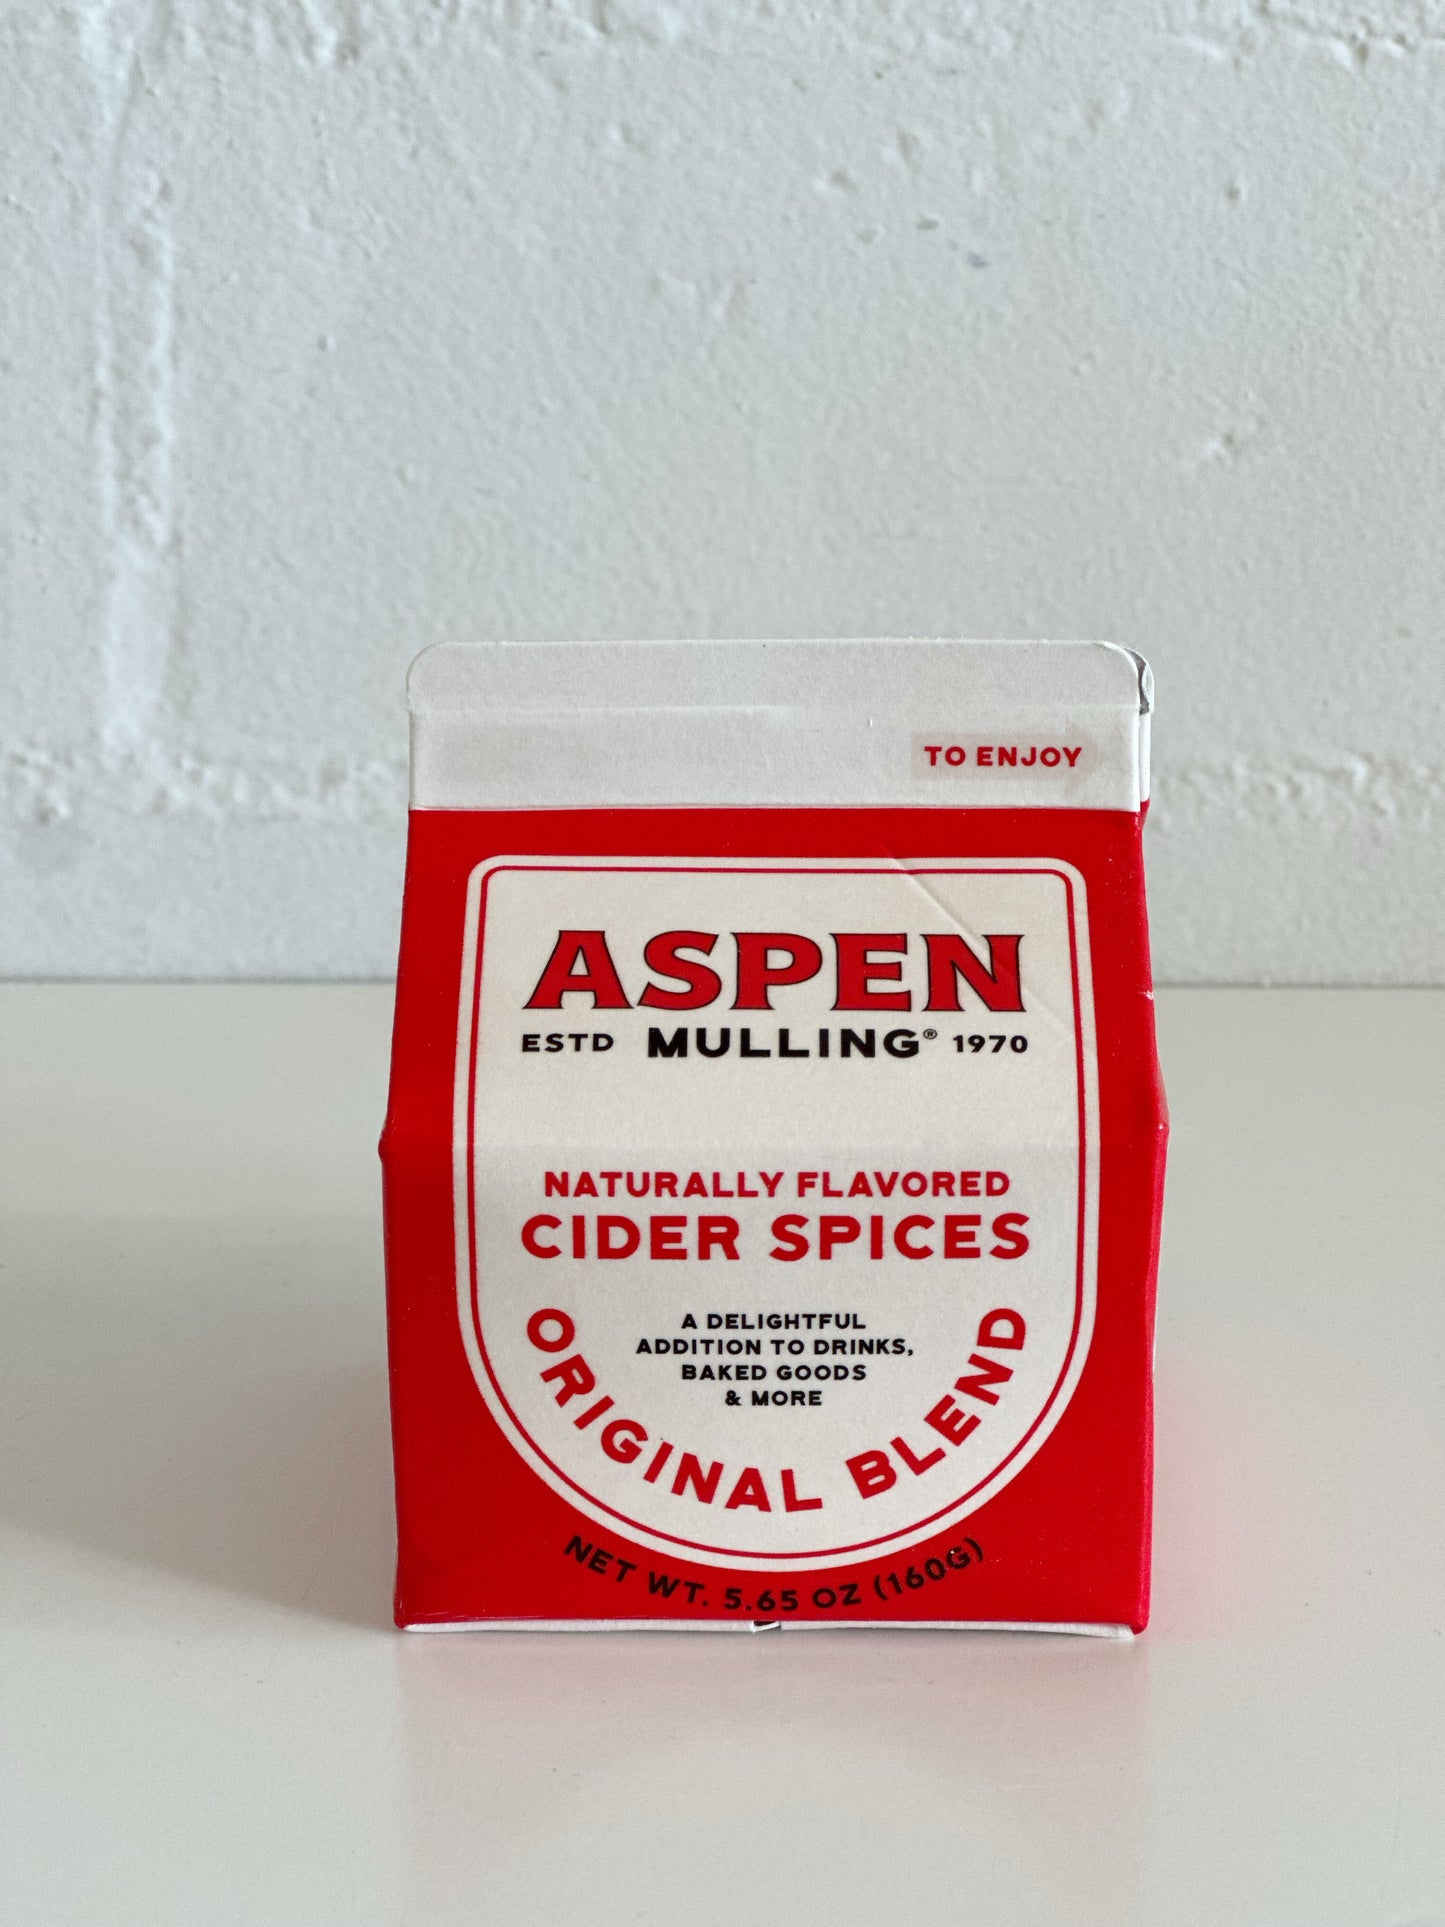 TO ENJOY
ASPEN
ESTD MULLING® 1970
NATURALLY FLAVORED
CIDER SPICES
A DELIGHTFUL
ADDITION TO DRINKS,
BAKED GOODS
& MORE
ORIGINAL BLEND
NET WT. 5.65 OZ (160G)